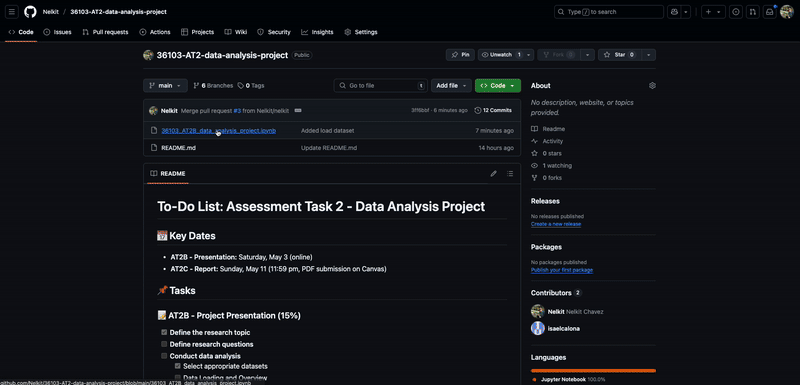 Nelkit / 36103-AT2-data-analysis-project
Type / to search
Code Issues Pull requests Actions Projects Wiki Security Insights Settings
36103-AT2-data-analysis-project Public
Pin Unwatch 1 Fork 0 Star 0
main 6 Branches 0 Tags Go to file t Add file Code
Nelkit Merge pull request #3 from Nelkit/nelkit 3ff6bbf · 6 minutes ago 12 Commits
36103_AT2B_data_analysis_project.ipynb Added load dataset 7 minutes ago
README.md Update README.md 14 hours ago
README
To-Do List: Assessment Task 2 - Data Analysis Project
Key Dates
AT2B - Presentation: Saturday, May 3 (online)
AT2C - Report: Sunday, May 11 (11:59 pm, PDF submission on Canvas)
Tasks
AT2B - Project Presentation (15%)
Define the research topic
Define research questions
Conduct data analysis
Select appropriate datasets
Data Loading and Overview
About
No description, website, or topics
provided.
Readme
Activity
0 stars
1 watching
0 forks
Releases
No releases published
Create a new release
Packages
No packages published
Publish your first package
Contributors 2
Nelkit Nelkit Chavez
isaelcalona
Languages
Jupyter Notebook 100.0%
github.com/Nelkit/36103-AT2-data-analysis-project/blob/main/36103_AT2B_data_analysis_project.ipynb